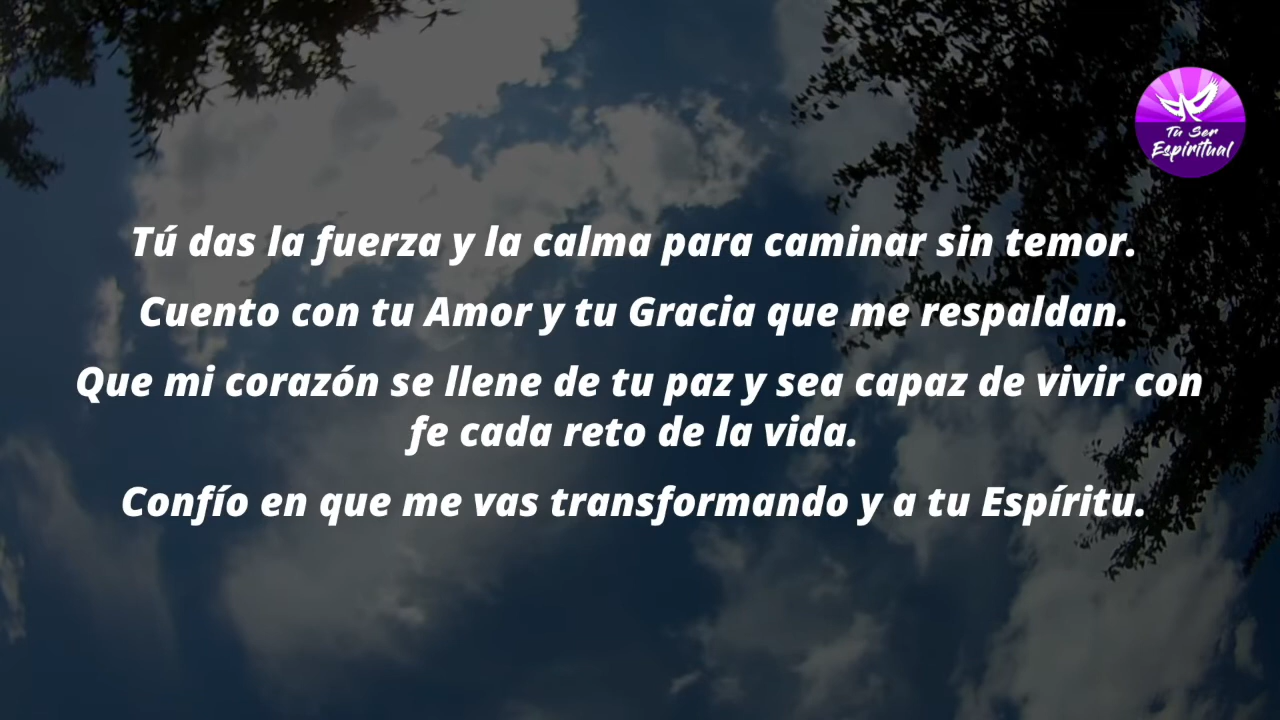 Tú Ser
Espiritual
Tú das la fuerza y la calma para caminar sin temor.
Cuento con tu Amor y tu Gracia que me respaldan.
Que mi corazón se llene de tu paz y sea capaz de vivir con
fe cada reto de la vida.
Confío en que me vas transformando y a tu Espíritu.